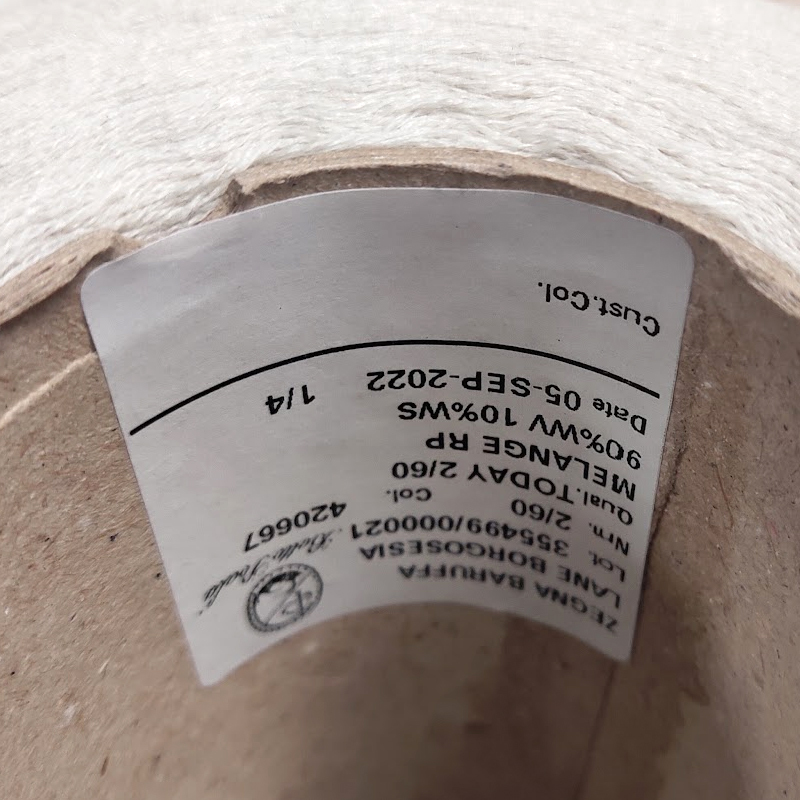 ZEGNA BARUFFA
LANE BORGOSESIA
Lot. 355499/000021
Nm. 2/60 Col. 420667
Qual.TODAY 2/60
MELANGE RP
90%WV 10%WS
Date 05-SEP-2022 1/4
Cust.Col.